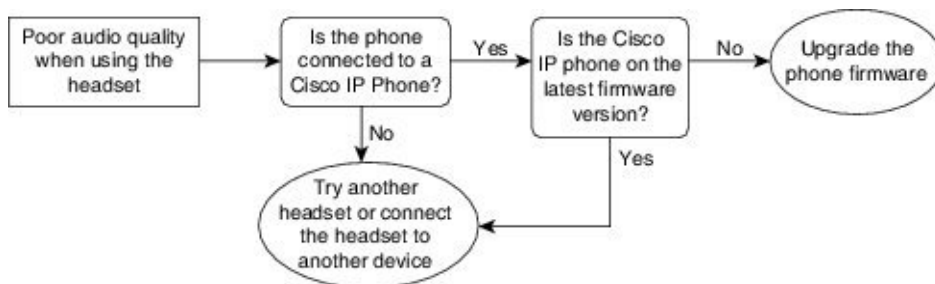 Poor audio quality
when using the
headset
Is the phone
connected to a
Cisco IP Phone?
Yes
Is the Cisco
IP phone on the
latest firmware
version?
No
Upgrade the
phone firmware
No
Yes
Try another
headset or connect
the headset to
another device